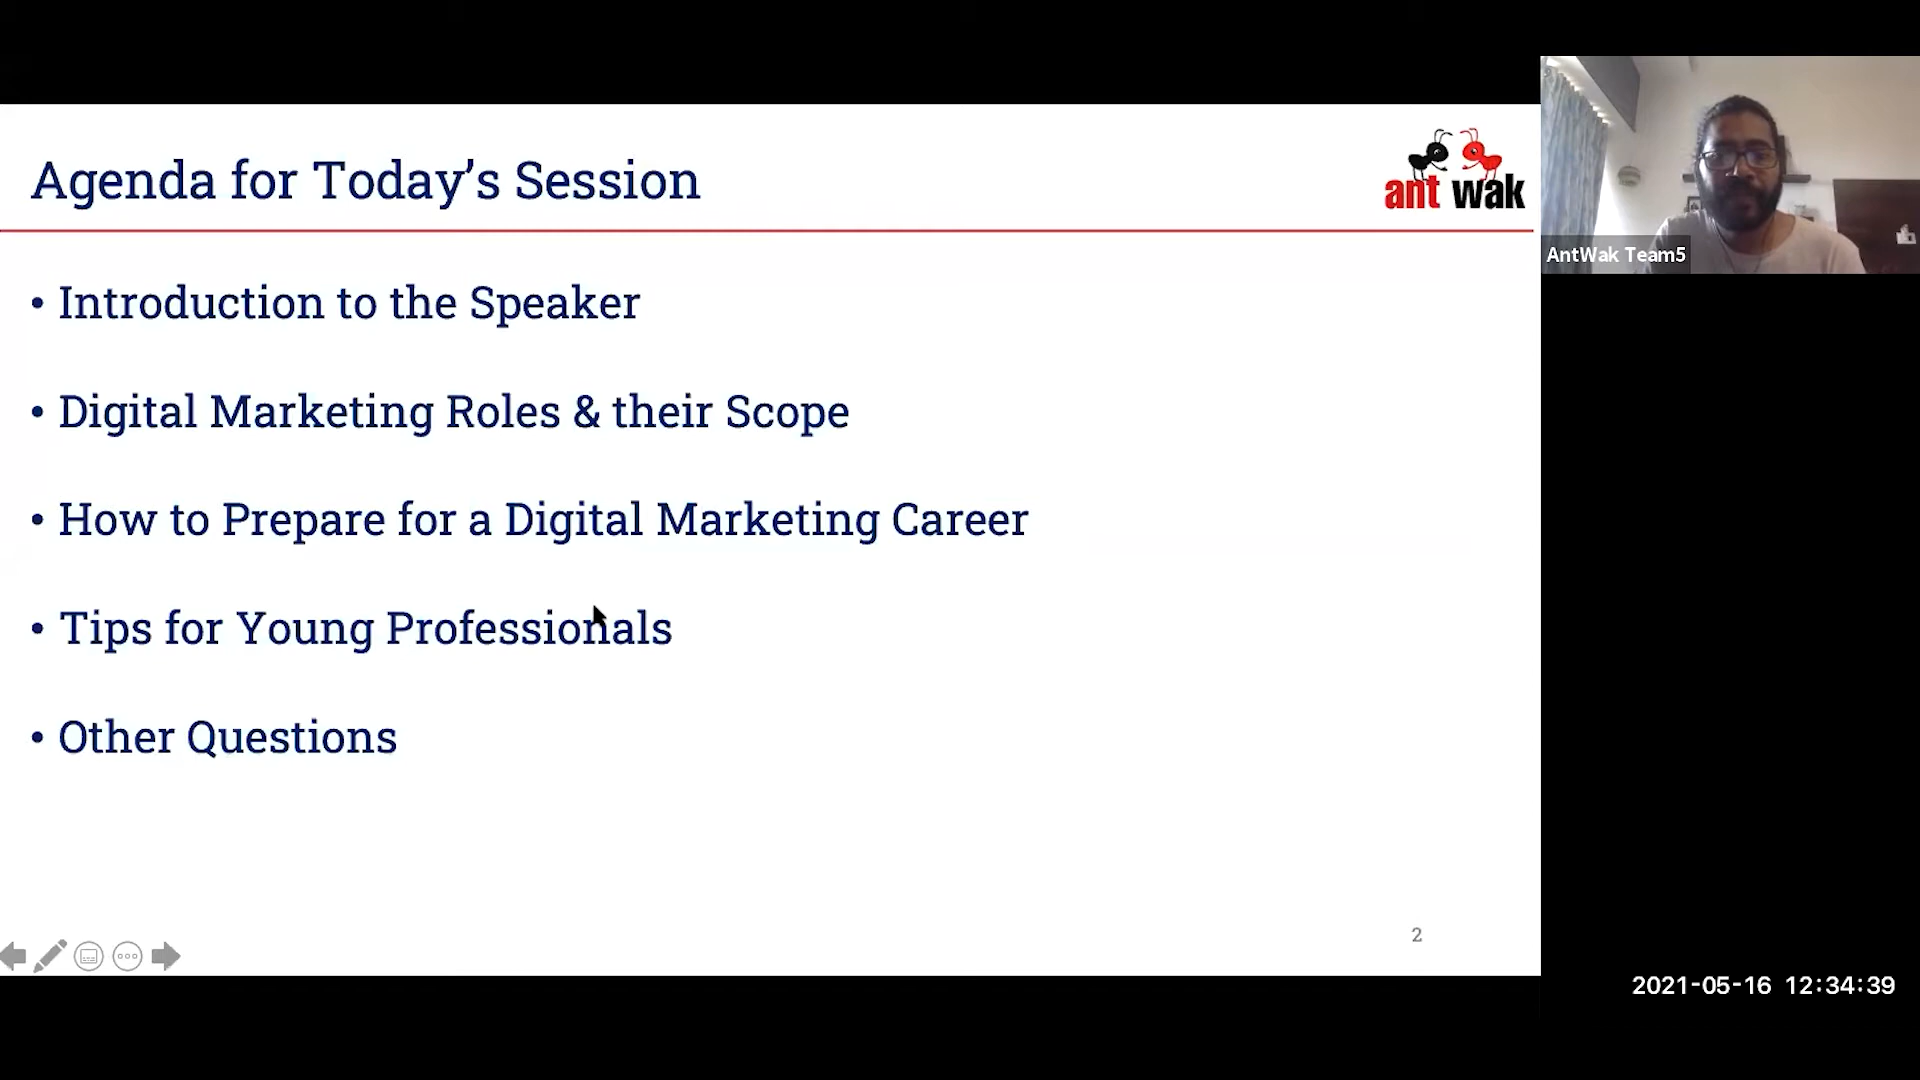 Agenda for Today's Session
ant wak
• Introduction to the Speaker
• Digital Marketing Roles & their Scope
• How to Prepare for a Digital Marketing Career
• Tips for Young Professionals
• Other Questions
2
AntWak Team5
2021-05-16 12:34:39